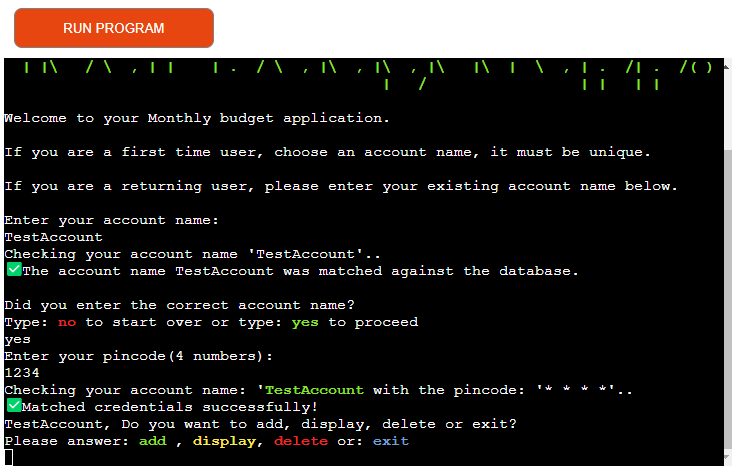 RUN PROGRAM
Welcome to your Monthly budget application.
If you are a first time user, choose an account name, it must be unique.
If you are a returning user, please enter your existing account name below.
Enter your account name:
TestAccount
Checking your account name 'TestAccount'..
✅The account name TestAccount was matched against the database.
Did you enter the correct account name?
Type: no to start over or type: yes to proceed
yes
Enter your pincode(4 numbers):
1234
Checking your account name: 'TestAccount with the pincode: '* * * *'..
✅Matched credentials successfully!
TestAccount, Do you want to add, display, delete or exit?
Please answer: add , display, delete or: exit